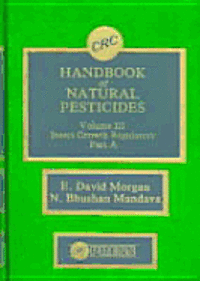 CRC
HANDBOOK
of
NATURAL
PESTICIDES
Volume III
Insect Growth Regulators
Part A
E. David Morgan
N. Bhushan Mandava